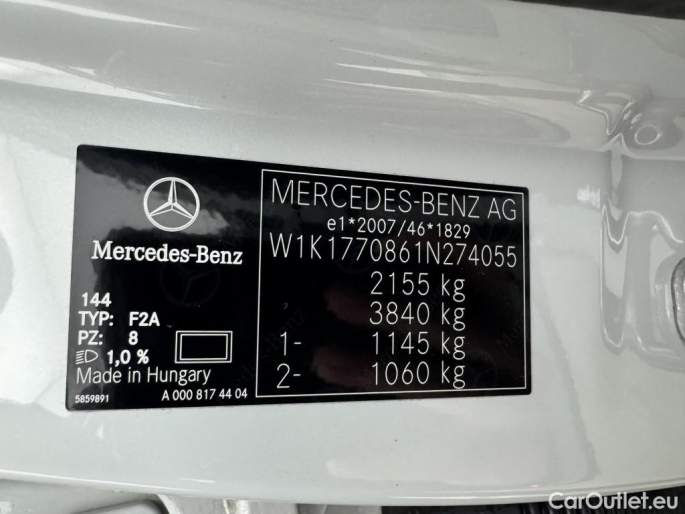 Mercedes-Benz
144
TYP: F2A
PZ: 8
1,0 %
Made in Hungary
5859891
A 000 817 44 04
MERCEDES-BENZ AG
e1*2007/46*1829
W1K1770861N274055
2155 kg
3840 kg
1- 1145 kg
2- 1060 kg
CarOutlet.eu